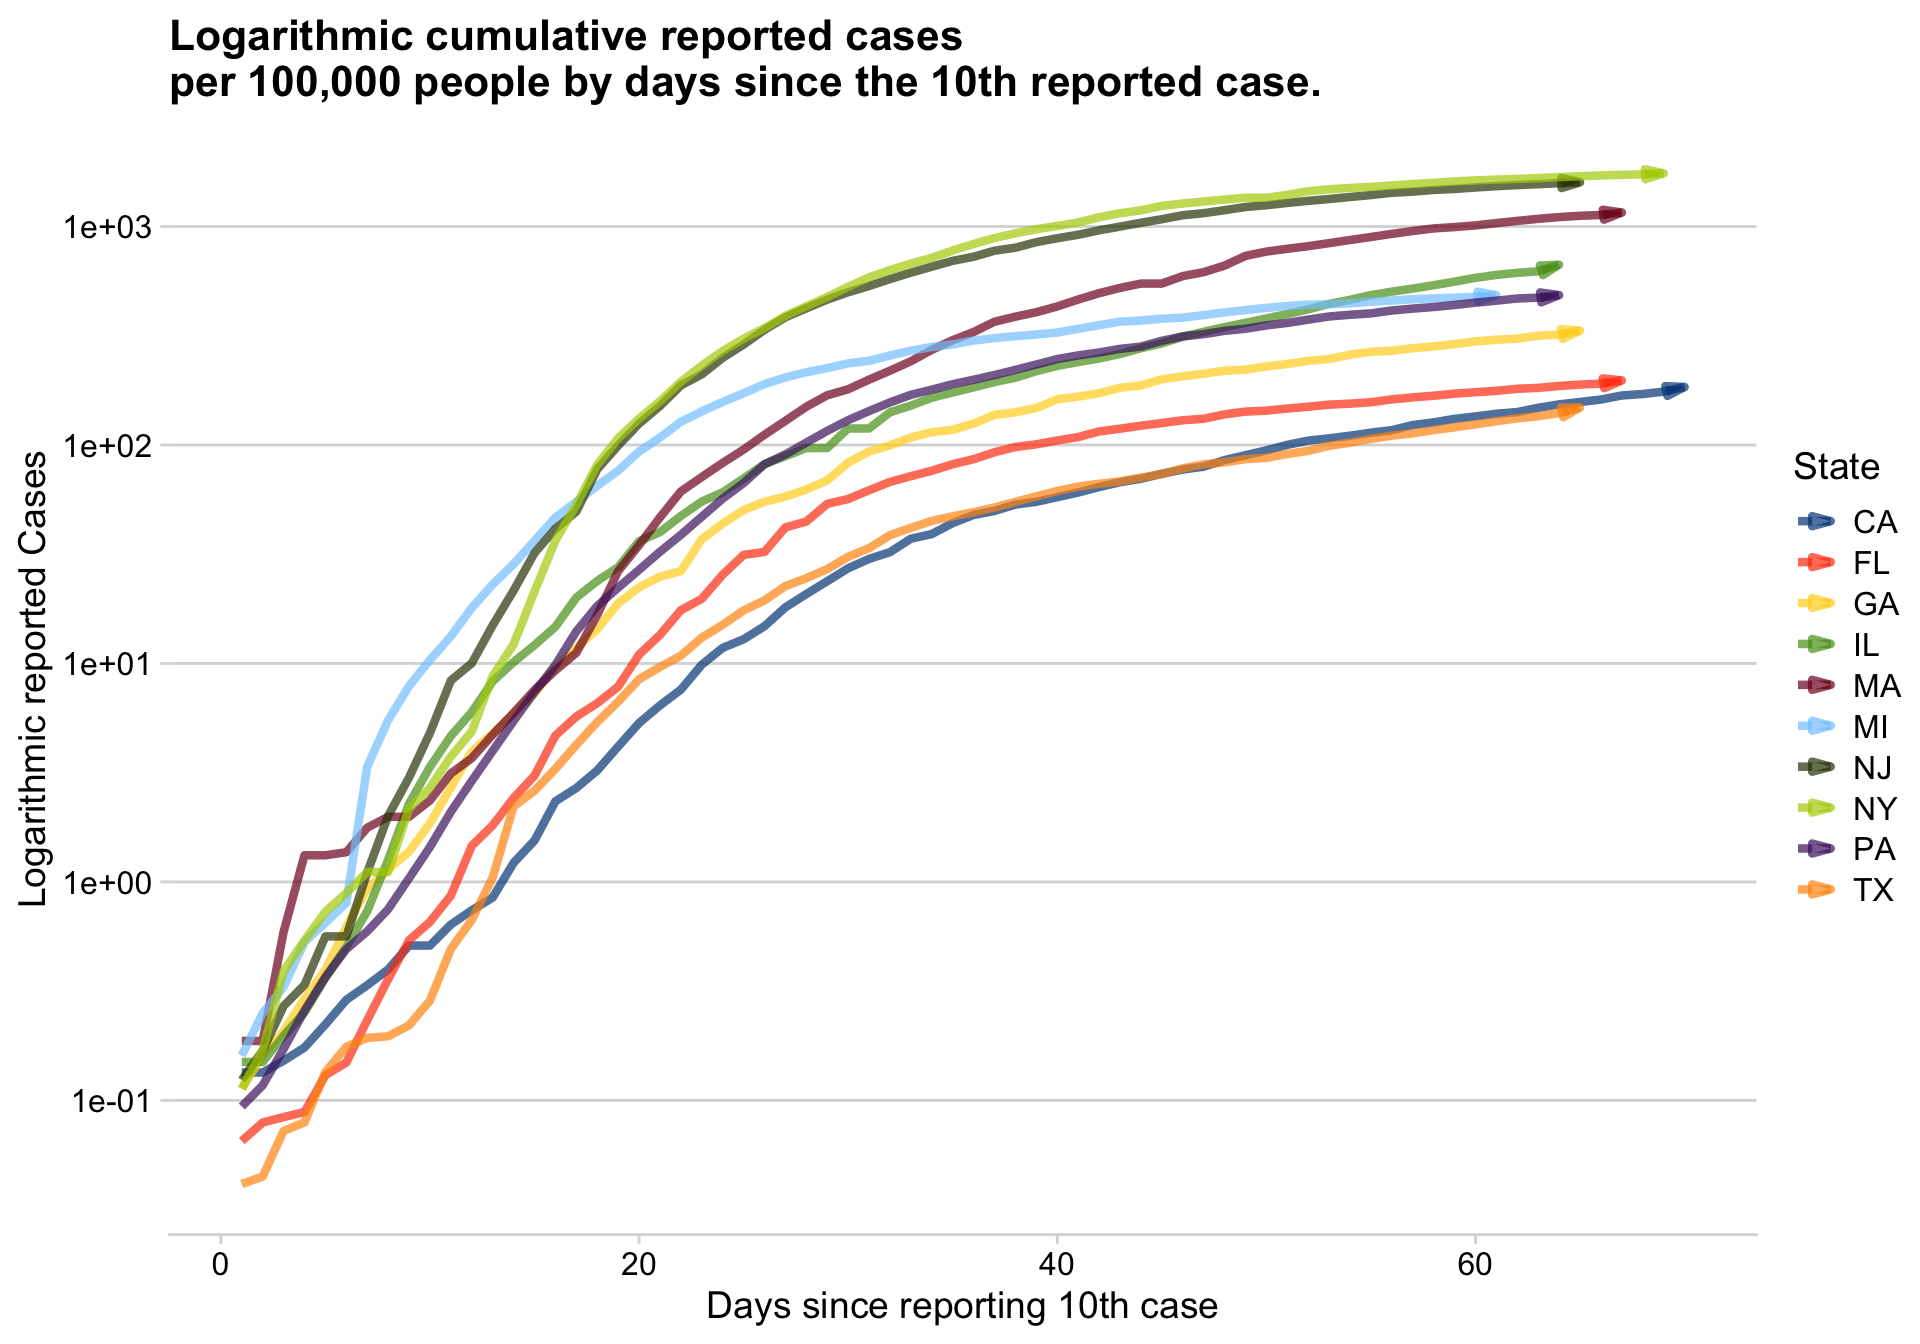 Logarithmic cumulative reported cases
per 100,000 people by days since the 10th reported case.
Logarithmic reported Cases
1e+03
1e+02
1e+01
1e+00
1e-01
0
20
40
60
Days since reporting 10th case
State
CA
FL
GA
IL
MA
MI
NJ
NY
PA
TX